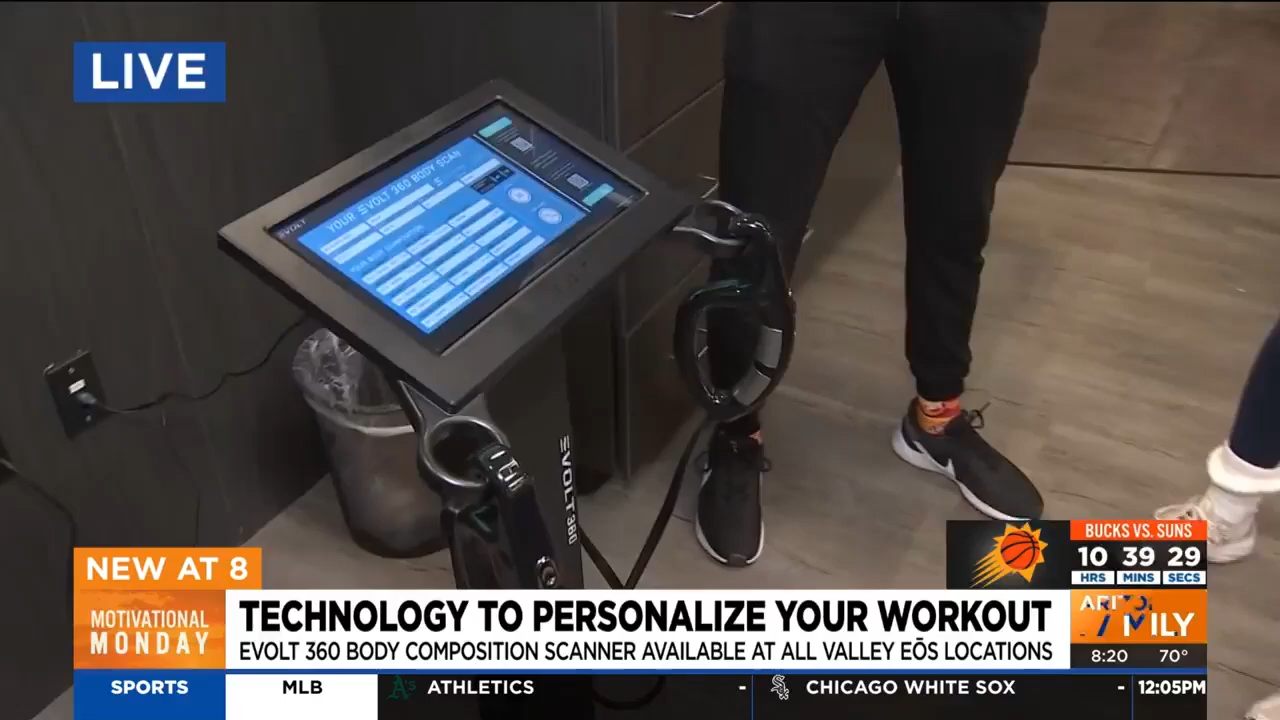 LIVE
YOUR EVOLT 360 BODY SCAN
EVOLT
EVOLT 360
NEW AT 8
MOTIVATIONAL
MONDAY
TECHNOLOGY TO PERSONALIZE YOUR WORKOUT
EVOLT 360 BODY COMPOSITION SCANNER AVAILABLE AT ALL VALLEY EŌS LOCATIONS
BUCKS VS. SUNS
10 39 29
HRS MINS SECS
MILY
8:20 70°
SPORTS MLB A's ATHLETICS - CHICAGO WHITE SOX - 12:05PM